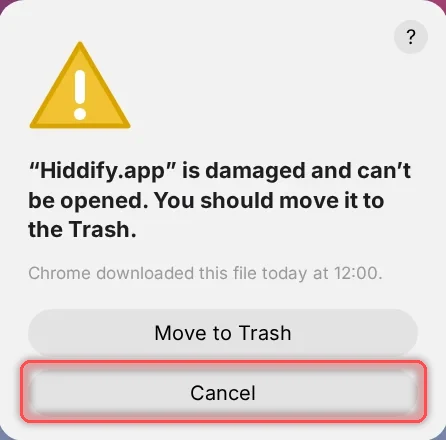 ?
“Hiddify.app” is damaged and can’t
be opened. You should move it to
the Trash.
Chrome downloaded this file today at 12:00.
Move to Trash
Cancel